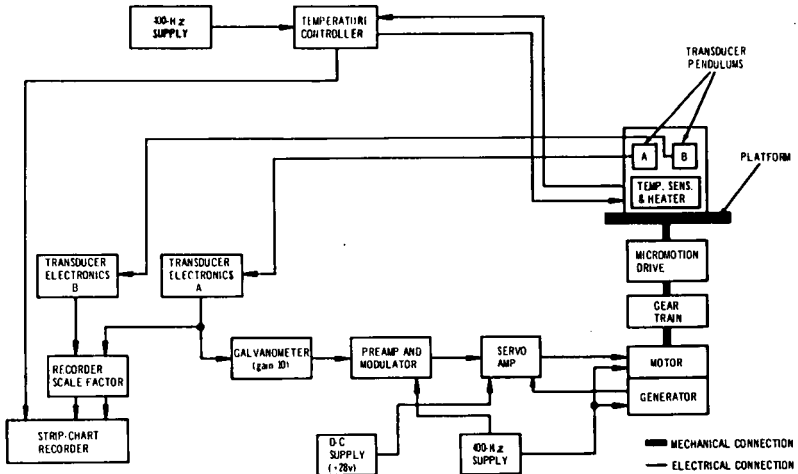 400-Hz
SUPPLY
TEMPERATURE
CONTROLLER
TRANSDUCER
PENDULUMS
A
B
PLATFORM
TEMP. SENS.
& HEATER
MICROMOTION
DRIVE
GEAR
TRAIN
TRANSDUCER
ELECTRONICS
B
TRANSDUCER
ELECTRONICS
A
RECORDER
SCALE FACTOR
STRIP-CHART
RECORDER
GALVANOMETER
(gain 10)
PREAMP AND
MODULATOR
SERVO
AMP
MOTOR
GENERATOR
D-C
SUPPLY
(+28v)
400-Hz
SUPPLY
MECHANICAL CONNECTION
ELECTRICAL CONNECTION